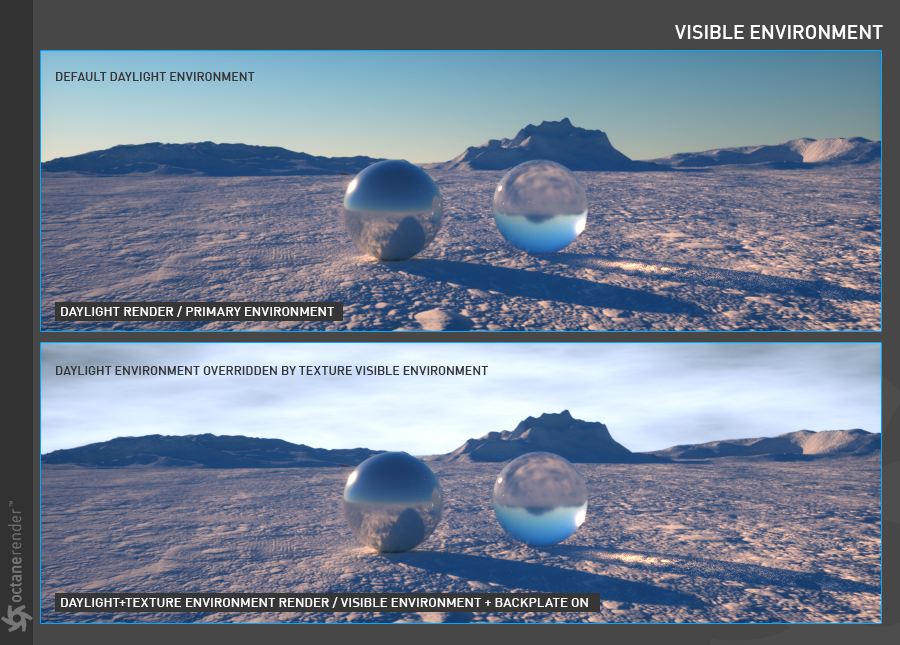 VISIBLE ENVIRONMENT
DEFAULT DAYLIGHT ENVIRONMENT
DAYLIGHT RENDER / PRIMARY ENVIRONMENT
DAYLIGHT ENVIRONMENT OVERRIDDEN BY TEXTURE VISIBLE ENVIRONMENT
DAYLIGHT+TEXTURE ENVIRONMENT RENDER / VISIBLE ENVIRONMENT + BACKPLATE ON
octanerender™